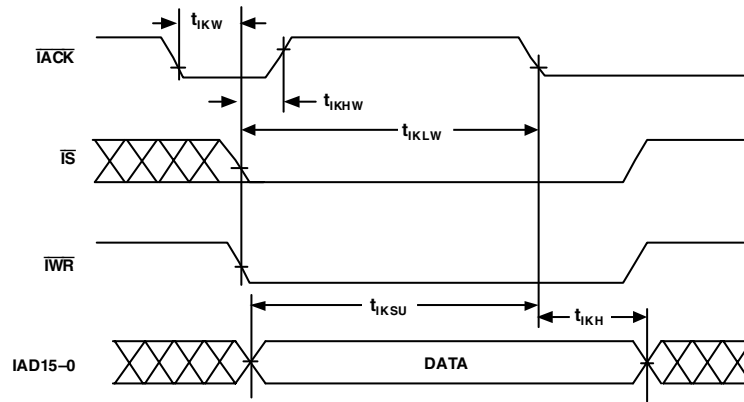 tIKW
IACK
tIKHW
tIKLW
IS
IWR
tIKSU
tIKH
IAD15–0
DATA